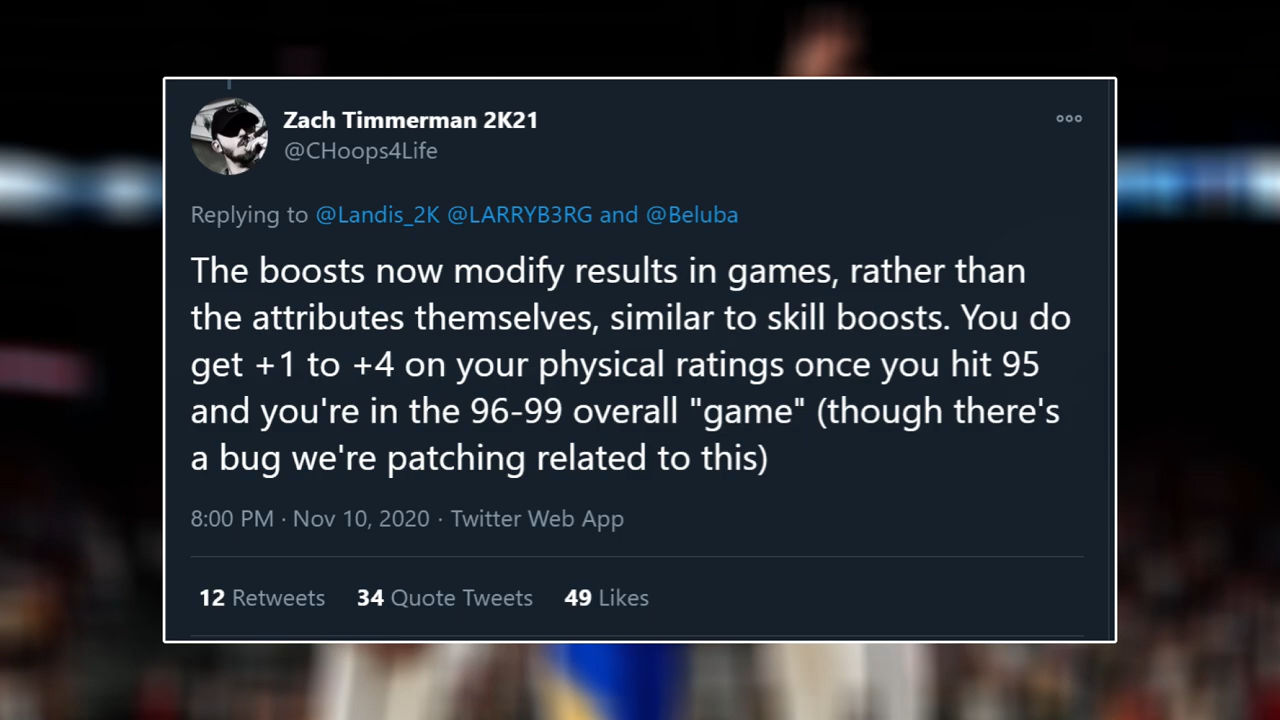 Zach Timmerman 2K21
@CHoops4Life
Replying to @Landis_2K @LARRYB3RG and @Beluba
The boosts now modify results in games, rather than
the attributes themselves, similar to skill boosts. You do
get +1 to +4 on your physical ratings once you hit 95
and you're in the 96-99 overall "game" (though there's
a bug we're patching related to this)
8:00 PM · Nov 10, 2020 · Twitter Web App
12 Retweets 34 Quote Tweets 49 Likes